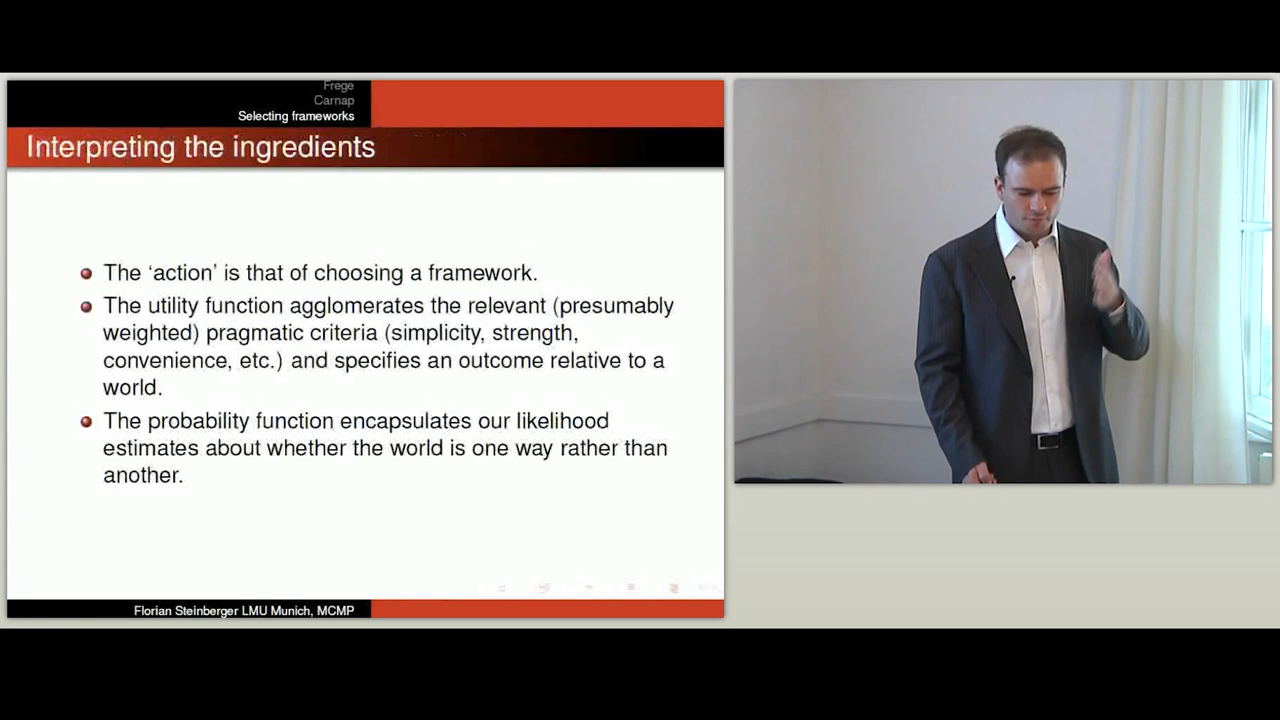 Frege
Carnap
Selecting frameworks
Interpreting the ingredients
The ‘action’ is that of choosing a framework.
The utility function agglomerates the relevant (presumably
weighted) pragmatic criteria (simplicity, strength,
convenience, etc.) and specifies an outcome relative to a
world.
The probability function encapsulates our likelihood
estimates about whether the world is one way rather than
another.
Florian Steinberger LMU Munich, MCMP